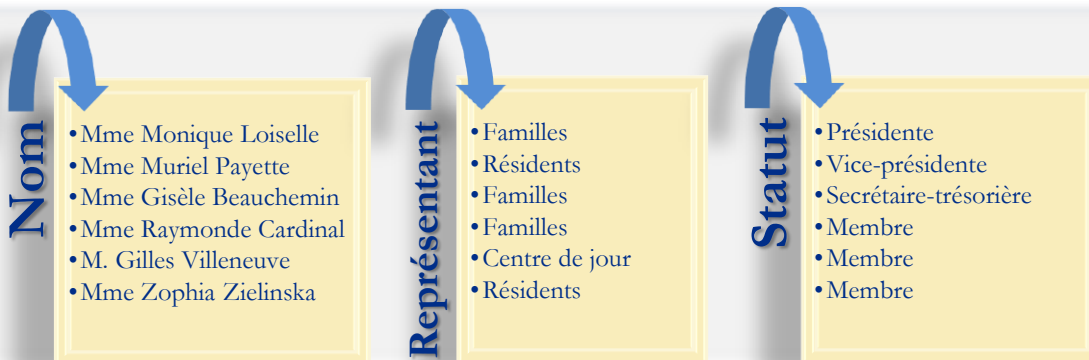 Nom
•Mme Monique Loiselle
•Mme Muriel Payette
•Mme Gisèle Beauchemin
•Mme Raymonde Cardinal
•M. Gilles Villeneuve
•Mme Zophia Zielinska
Représentant
•Familles
•Résidents
•Familles
•Familles
•Centre de jour
•Résidents
Statut
•Présidente
•Vice-présidente
•Secrétaire-trésorière
•Membre
•Membre
•Membre